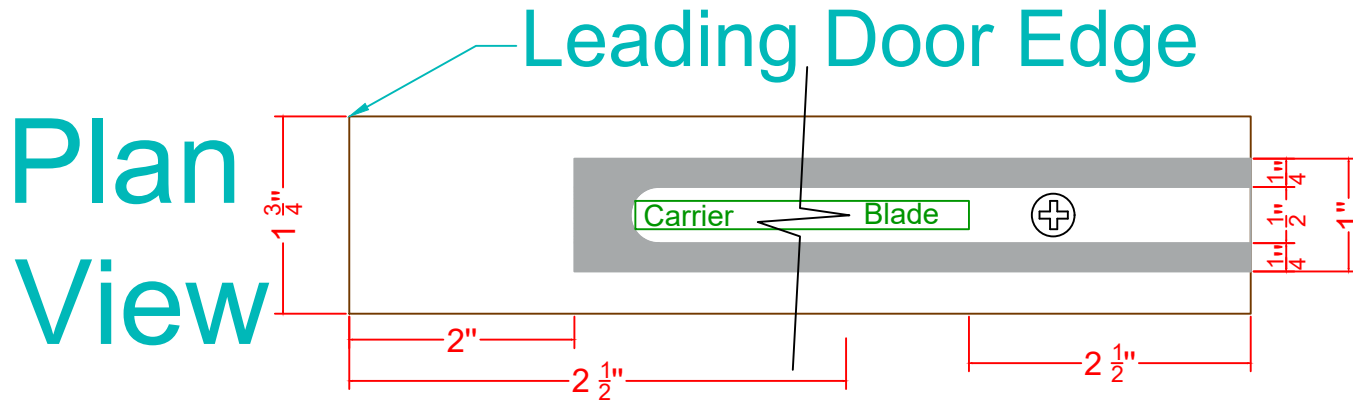 Leading Door Edge
Plan
View
1 3/4"
Carrier
Blade
1/4"
1/2"
1/4"
1"
2"
2 1/2"
2 1/2"